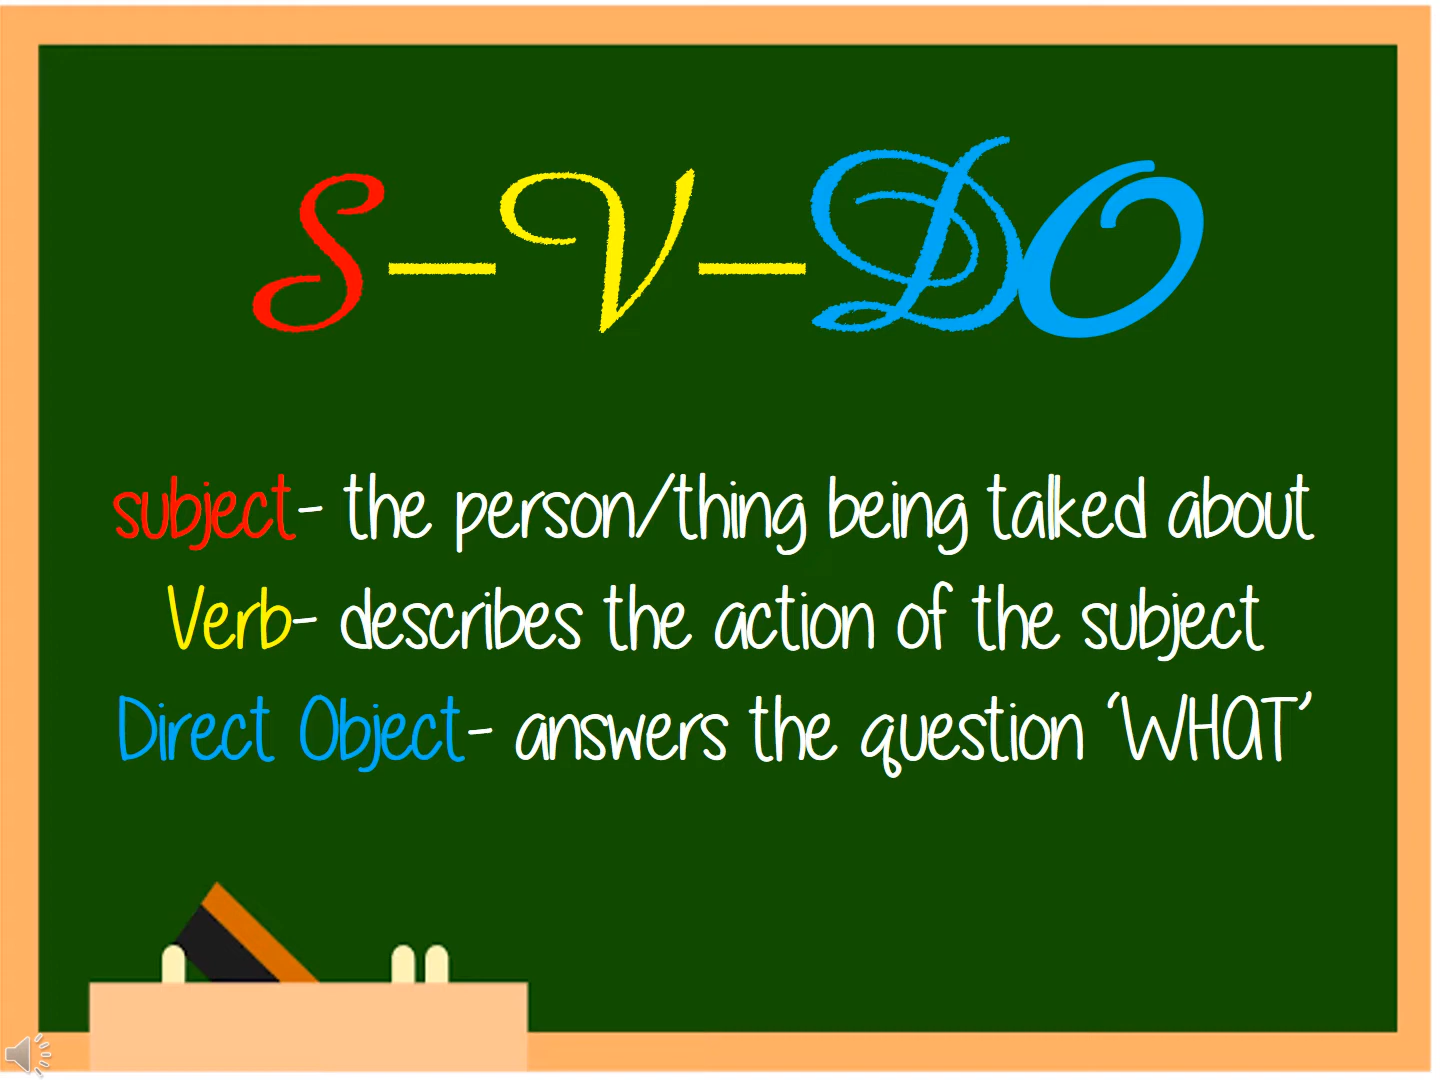 S-V-DO
subject- the person/thing being talked about
Verb- describes the action of the subject
Direct Object- answers the question ‘WHAT’